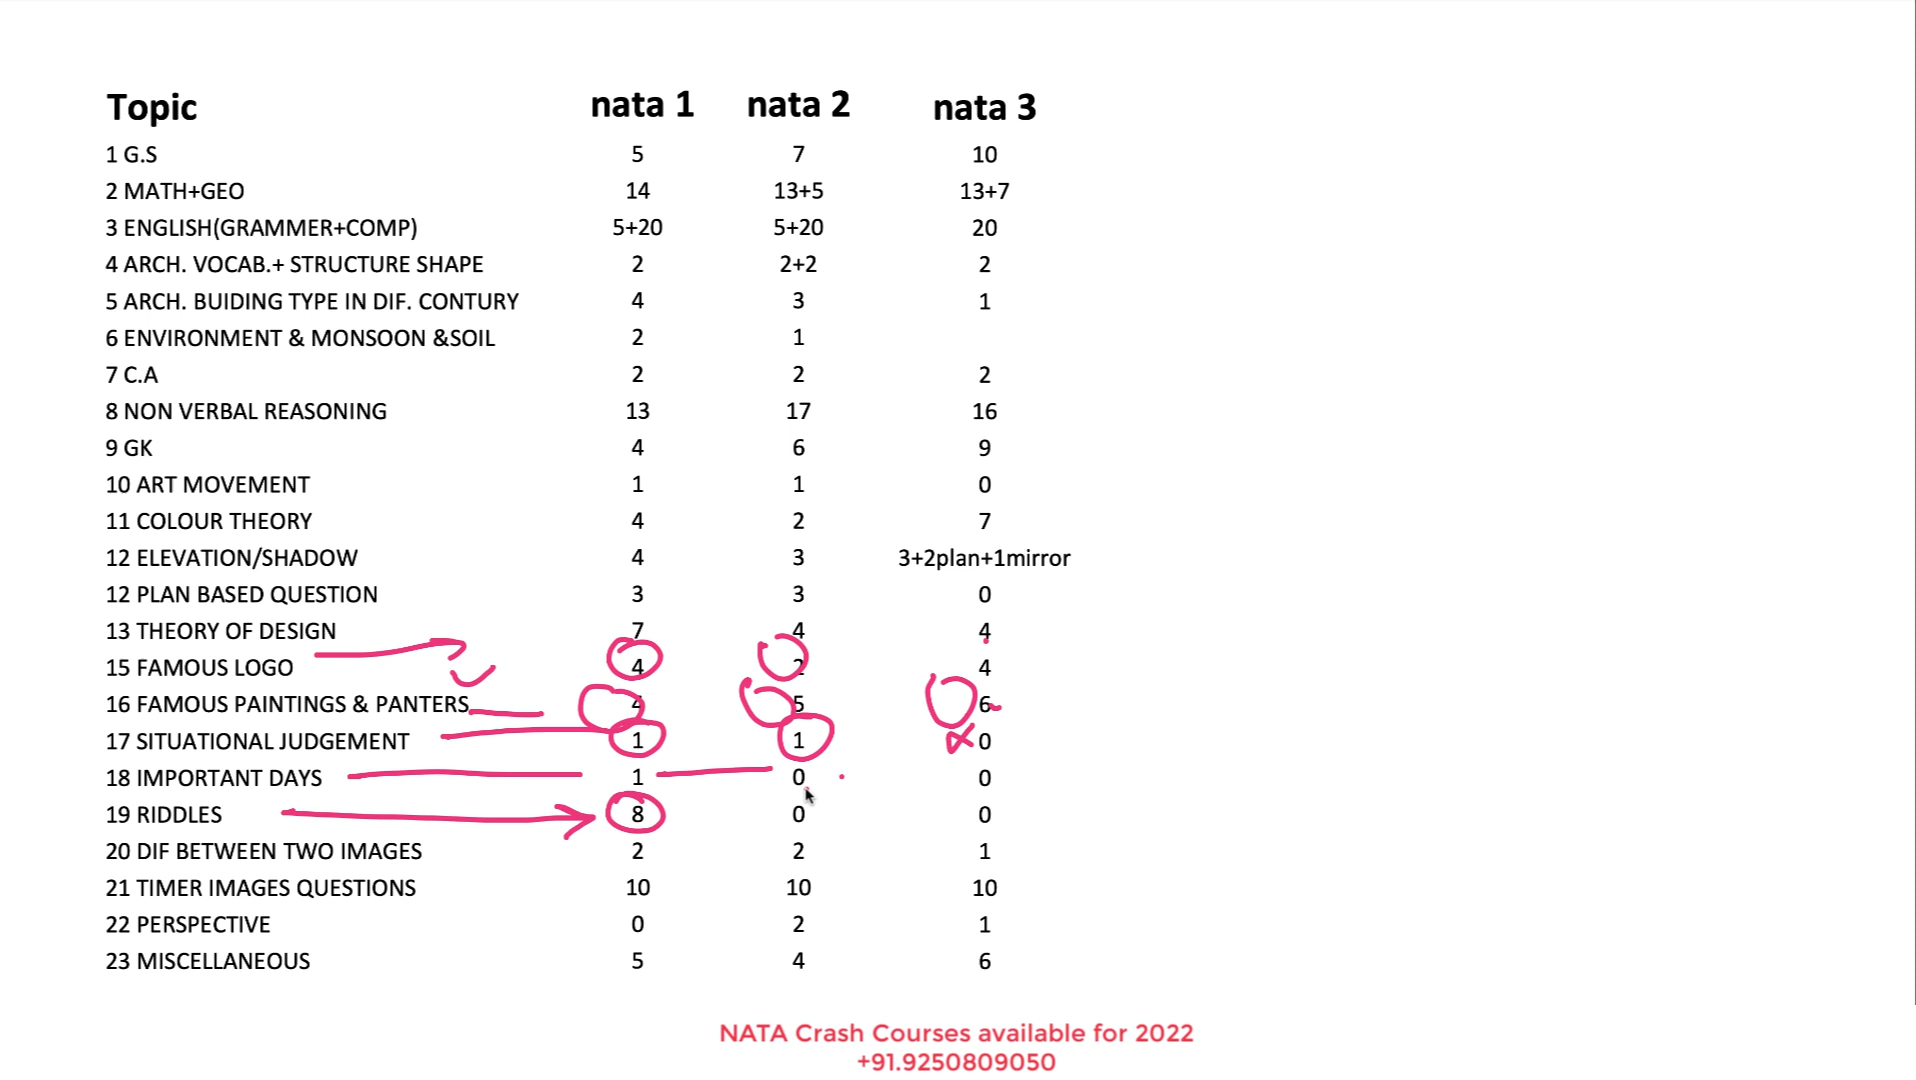 Topic nata 1 nata 2 nata 3
1 G.S 5 7 10
2 MATH+GEO 14 13+5 13+7
3 ENGLISH(GRAMMER+COMP) 5+20 5+20 20
4 ARCH. VOCAB.+ STRUCTURE SHAPE 2 2+2 2
5 ARCH. BUIDING TYPE IN DIF. CONTURY 4 3 1
6 ENVIRONMENT & MONSOON &SOIL 2 1
7 C.A 2 2 2
8 NON VERBAL REASONING 13 17 16
9 GK 4 6 9
10 ART MOVEMENT 1 1 0
11 COLOUR THEORY 4 2 7
12 ELEVATION/SHADOW 4 3 3+2plan+1mirror
12 PLAN BASED QUESTION 3 3 0
13 THEORY OF DESIGN 7 4 4
15 FAMOUS LOGO 4 2 4
16 FAMOUS PAINTINGS & PANTERS 4 5 6
17 SITUATIONAL JUDGEMENT 1 1 0
18 IMPORTANT DAYS 1 0 0
19 RIDDLES 8 0 0
20 DIF BETWEEN TWO IMAGES 2 2 1
21 TIMER IMAGES QUESTIONS 10 10 10
22 PERSPECTIVE 0 2 1
23 MISCELLANEOUS 5 4 6
NATA Crash Courses available for 2022
+91.9250809050